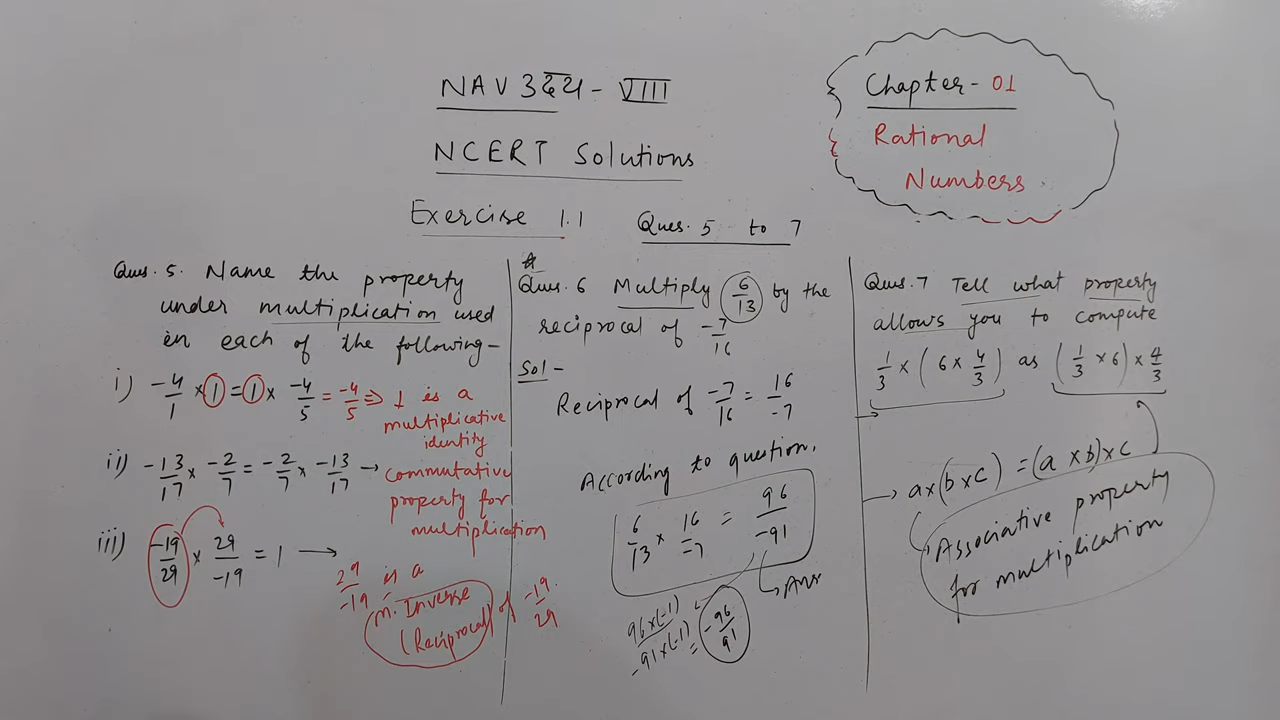 NAV 3224 - VIII
NCERT Solutions
Exercise 1.1 Ques. 5 to 7
Chapter - 01
Rational
Numbers
Ques. 5. Name the property
under multiplication used
in each of the following -
i) -4/1 × 1 = 1 × -4/5 = -4/5 ⇒ 1 is a
multiplicative
identity
ii) -13/17 × -2/7 = -2/7 × -13/17 → commutative
property for
multiplication
iii) -19/29 × 29/-19 = 1 →
29/-19 is a
m. Inverse of -19/29
(Reciprocal)
Ques. 6 Multiply 6/13 by the
reciprocal of -7/16
Sol -
Reciprocal of -7/16 = 16/-7
According to question,
6/13 × 16/-7 = 96/-91
→ Ans
96×(-1)/-91×(-1) = -96/91
Ques. 7 Tell what property
allows you to compute
1/3 × (6 × 4/3) as (1/3 × 6) × 4/3
→ a×(b×c) = (a×b)×c
Associative property
for multiplication